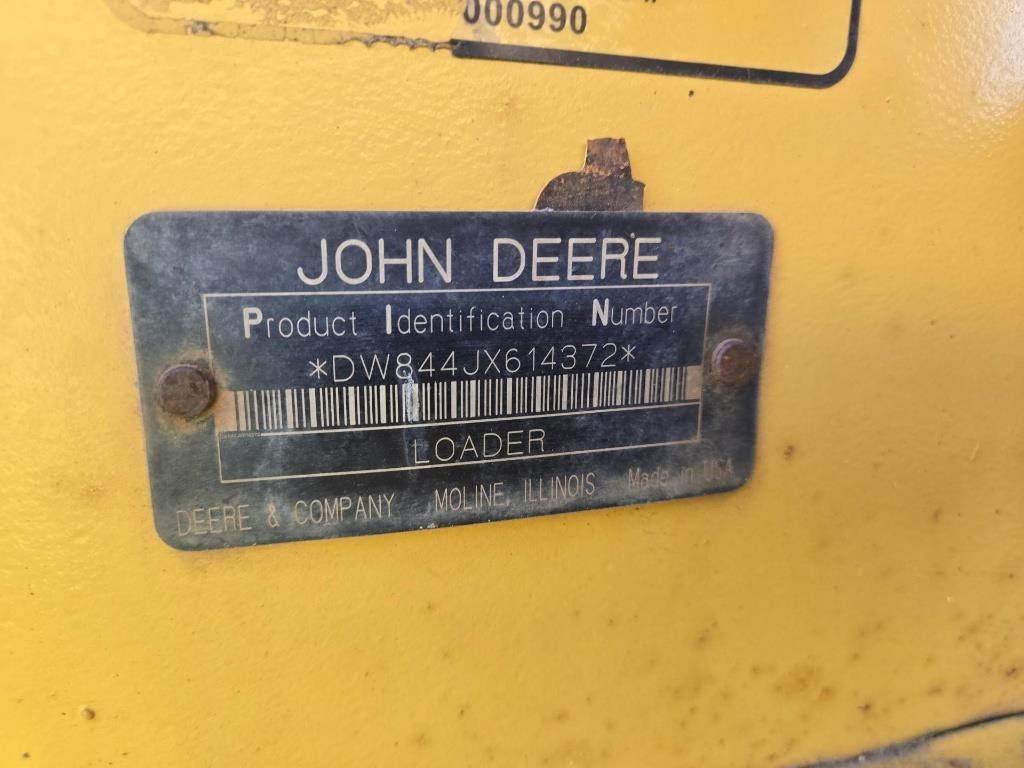 000990
JOHN DEERE
Product Identification Number
*DW844JX614372*
LOADER
DEERE & COMPANY MOLINE, ILLINOIS Made in USA